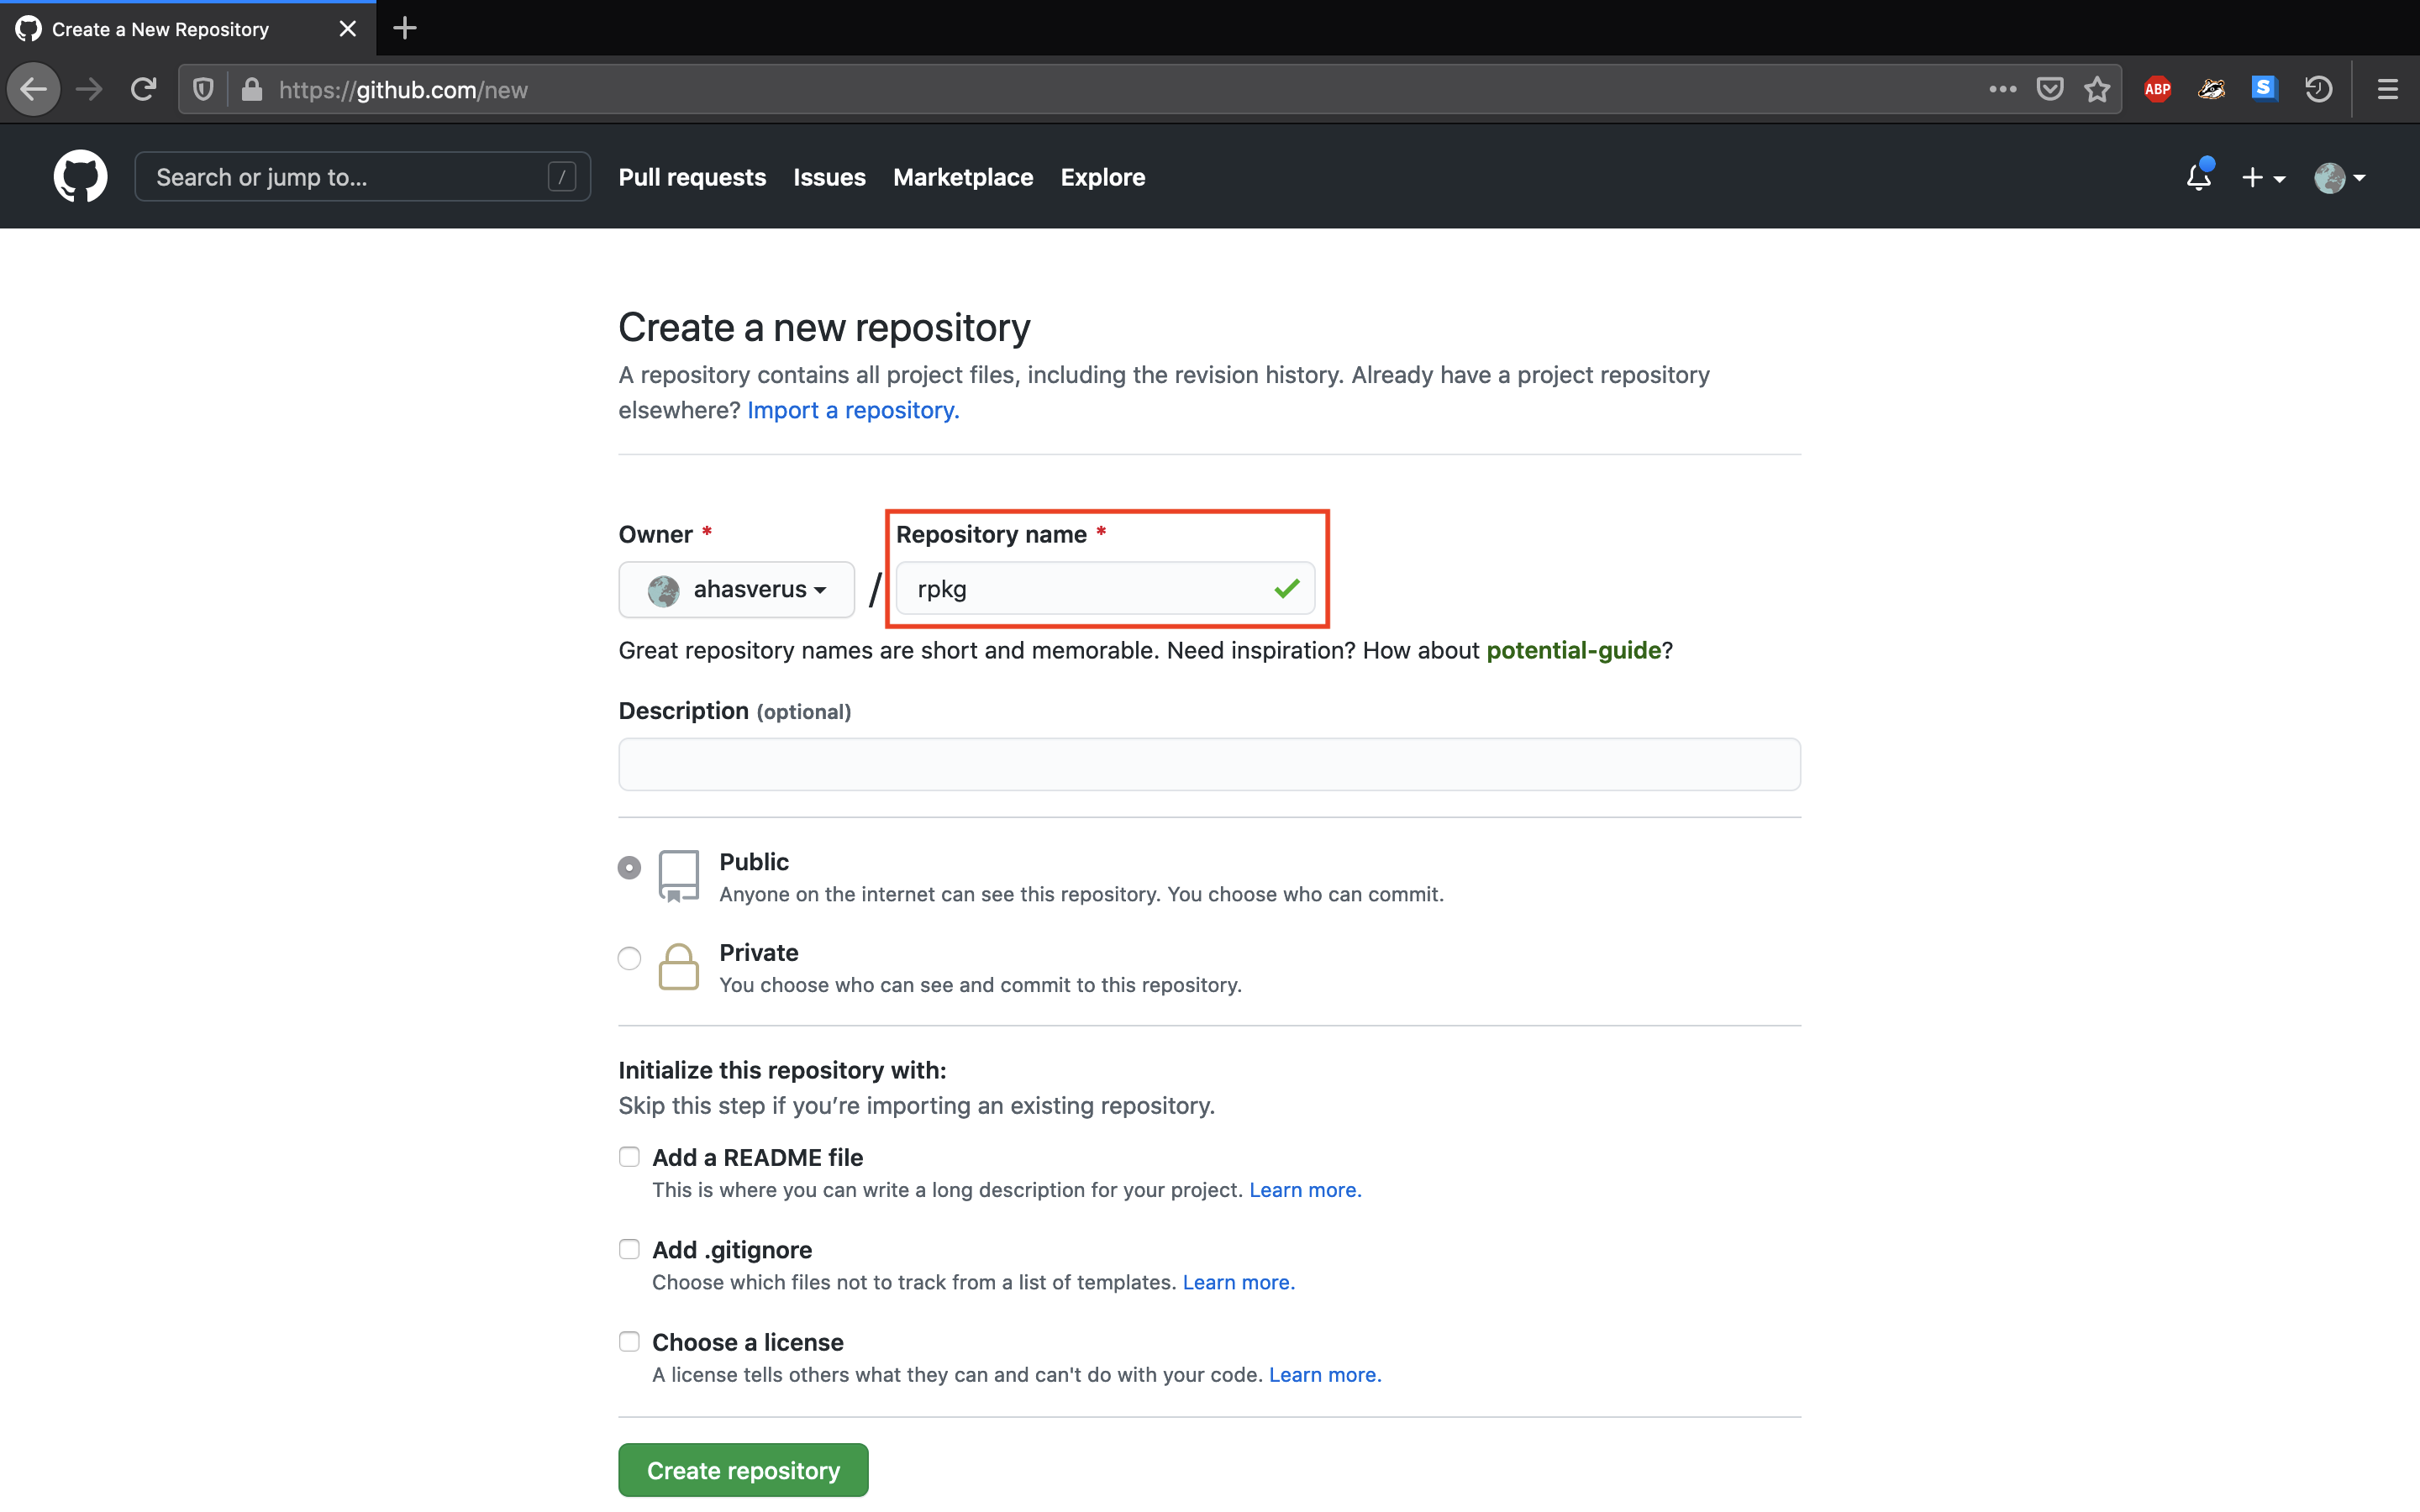 Create a New Repository
https://github.com/new
ABP
S
Search or jump to...
/
Pull requests
Issues
Marketplace
Explore
Create a new repository
A repository contains all project files, including the revision history. Already have a project repository
elsewhere? Import a repository.
Owner *
Repository name *
ahasverus
/
rpkg
Great repository names are short and memorable. Need inspiration? How about potential-guide?
Description (optional)
Public
Anyone on the internet can see this repository. You choose who can commit.
Private
You choose who can see and commit to this repository.
Initialize this repository with:
Skip this step if you’re importing an existing repository.
Add a README file
This is where you can write a long description for your project. Learn more.
Add .gitignore
Choose which files not to track from a list of templates. Learn more.
Choose a license
A license tells others what they can and can't do with your code. Learn more.
Create repository